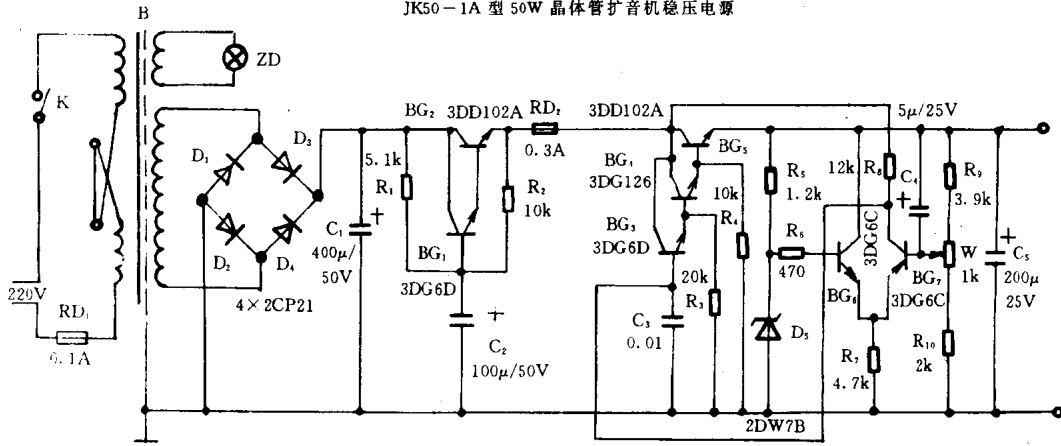 JK50-1A 型 50W 晶体管扩音机稳压电源
B
ZD
K
220V
RD₁
0.1A
D₁
D₃
D₂
D₄
4×2CP21
C₁
+
400μ/
50V
BG₂
3DD102A
5.1k
R₁
R₂
10k
BG₁
3DG6D
+
C₂
100μ/50V
RD₂
0.3A
3DD102A
BG₅
BG₁
3DG126
10k
BG₃
R₄
3DG6D
20k
R₃
C₃
0.01
R₅
1.2k
R₆
470
D₅
2DW7B
12k
R₈
5μ/25V
C₄
+
3DG6C
BG₆
BG₇
3DG6C
R₇
4.7k
R₉
3.9k
W
1k
R₁₀
2k
+
C₅
200μ
25V